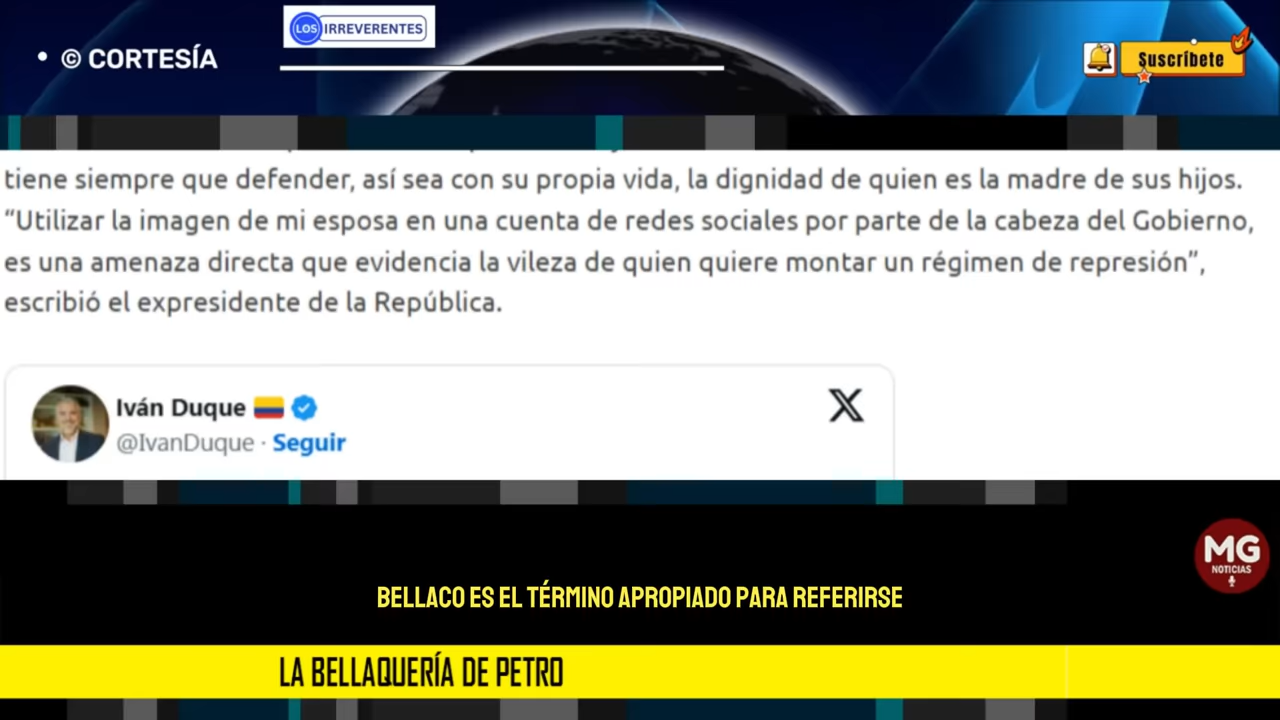 • © CORTESÍA
LOS IRREVERENTES
Suscríbete
tiene siempre que defender, así sea con su propia vida, la dignidad de quien es la madre de sus hijos.
“Utilizar la imagen de mi esposa en una cuenta de redes sociales por parte de la cabeza del Gobierno,
es una amenaza directa que evidencia la vileza de quien quiere montar un régimen de represión”,
escribió el expresidente de la República.
Iván Duque
@IvanDuque · Seguir
MG
NOTICIAS
BELLACO ES EL TÉRMINO APROPIADO PARA REFERIRSE
LA BELLAQUERÍA DE PETRO